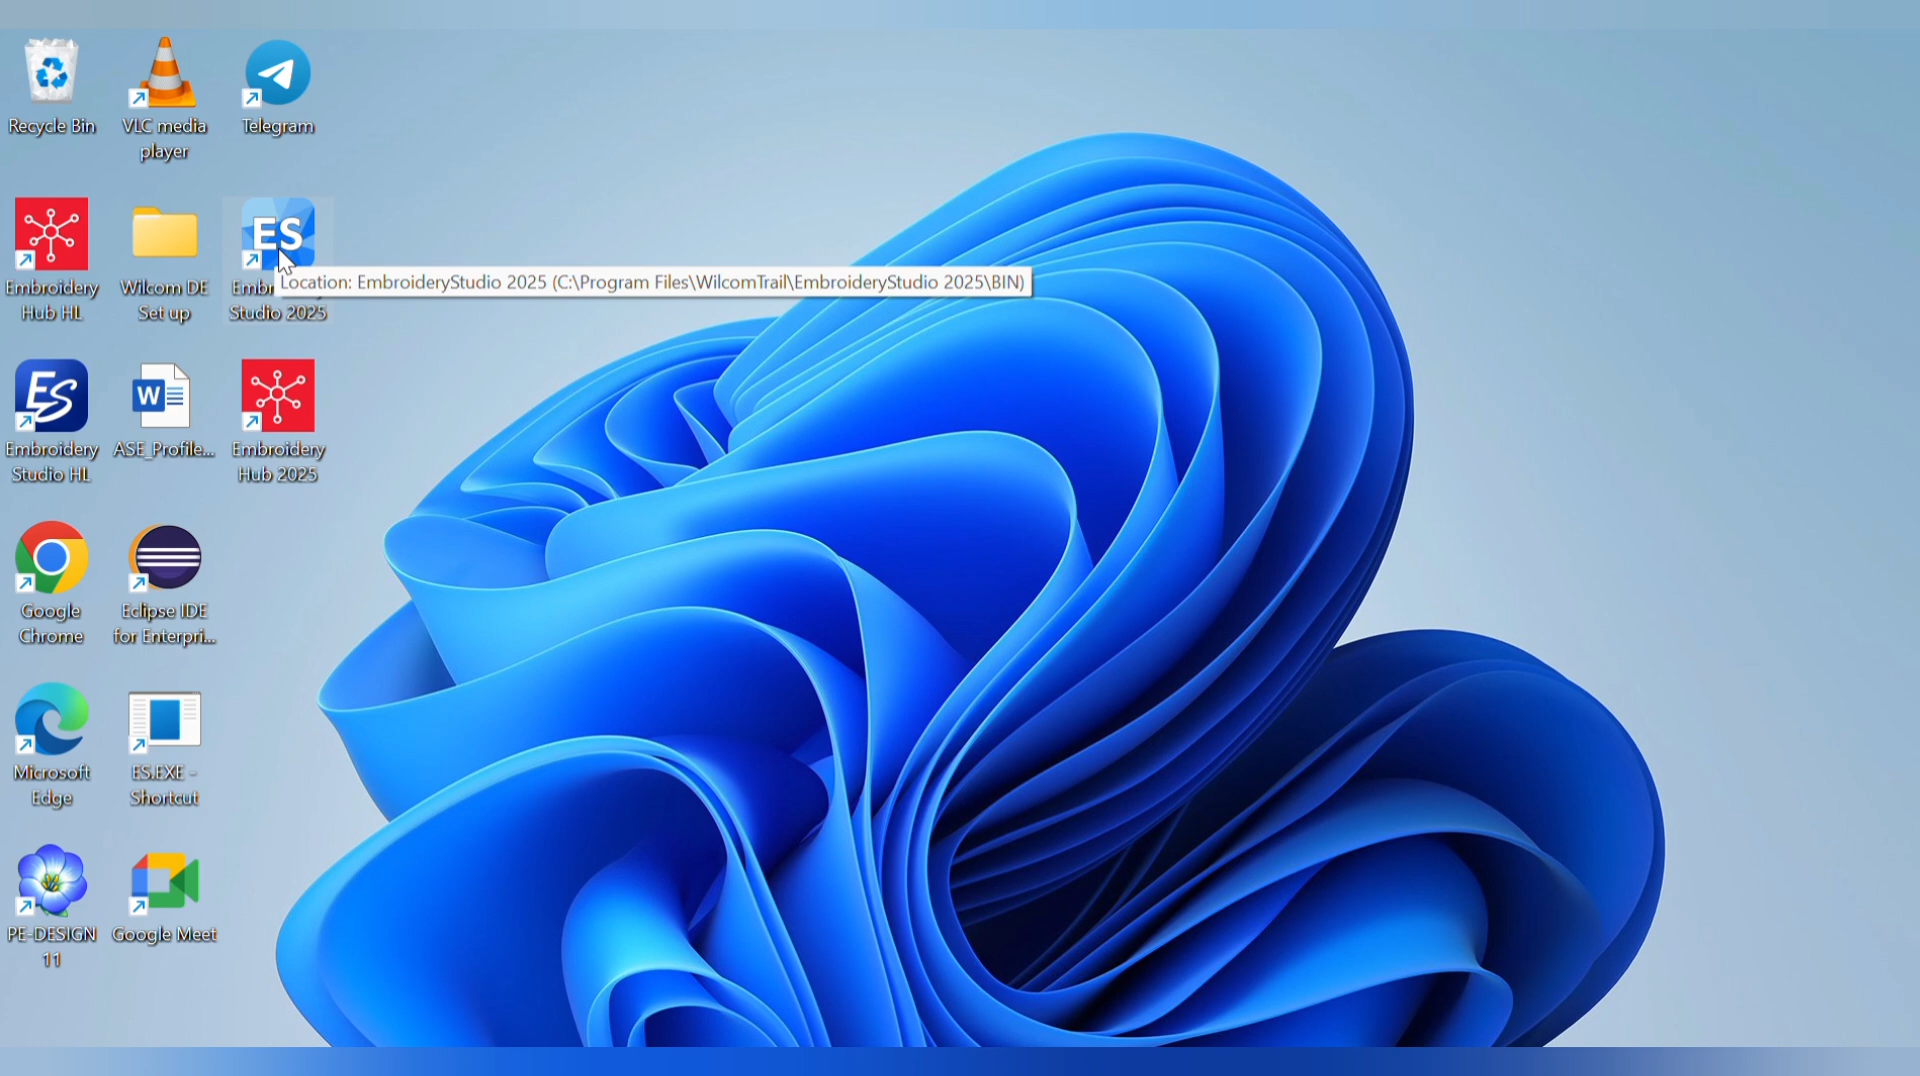 Recycle Bin
VLC media
player
Telegram
ES
Embroidery
Hub HL
Wilcom DE
Set up
Emb
y
Studio 2025
Location: EmbroideryStudio 2025 (C:\Program Files\WilcomTrail\EmbroideryStudio 2025\BIN)
ES
Embroidery
Studio HL
W
ASE_Profile...
Embroidery
Hub 2025
Google
Chrome
Eclipse IDE
for Enterpri...
Microsoft
Edge
ES.EXE -
Shortcut
PE-DESIGN
11
Google Meet